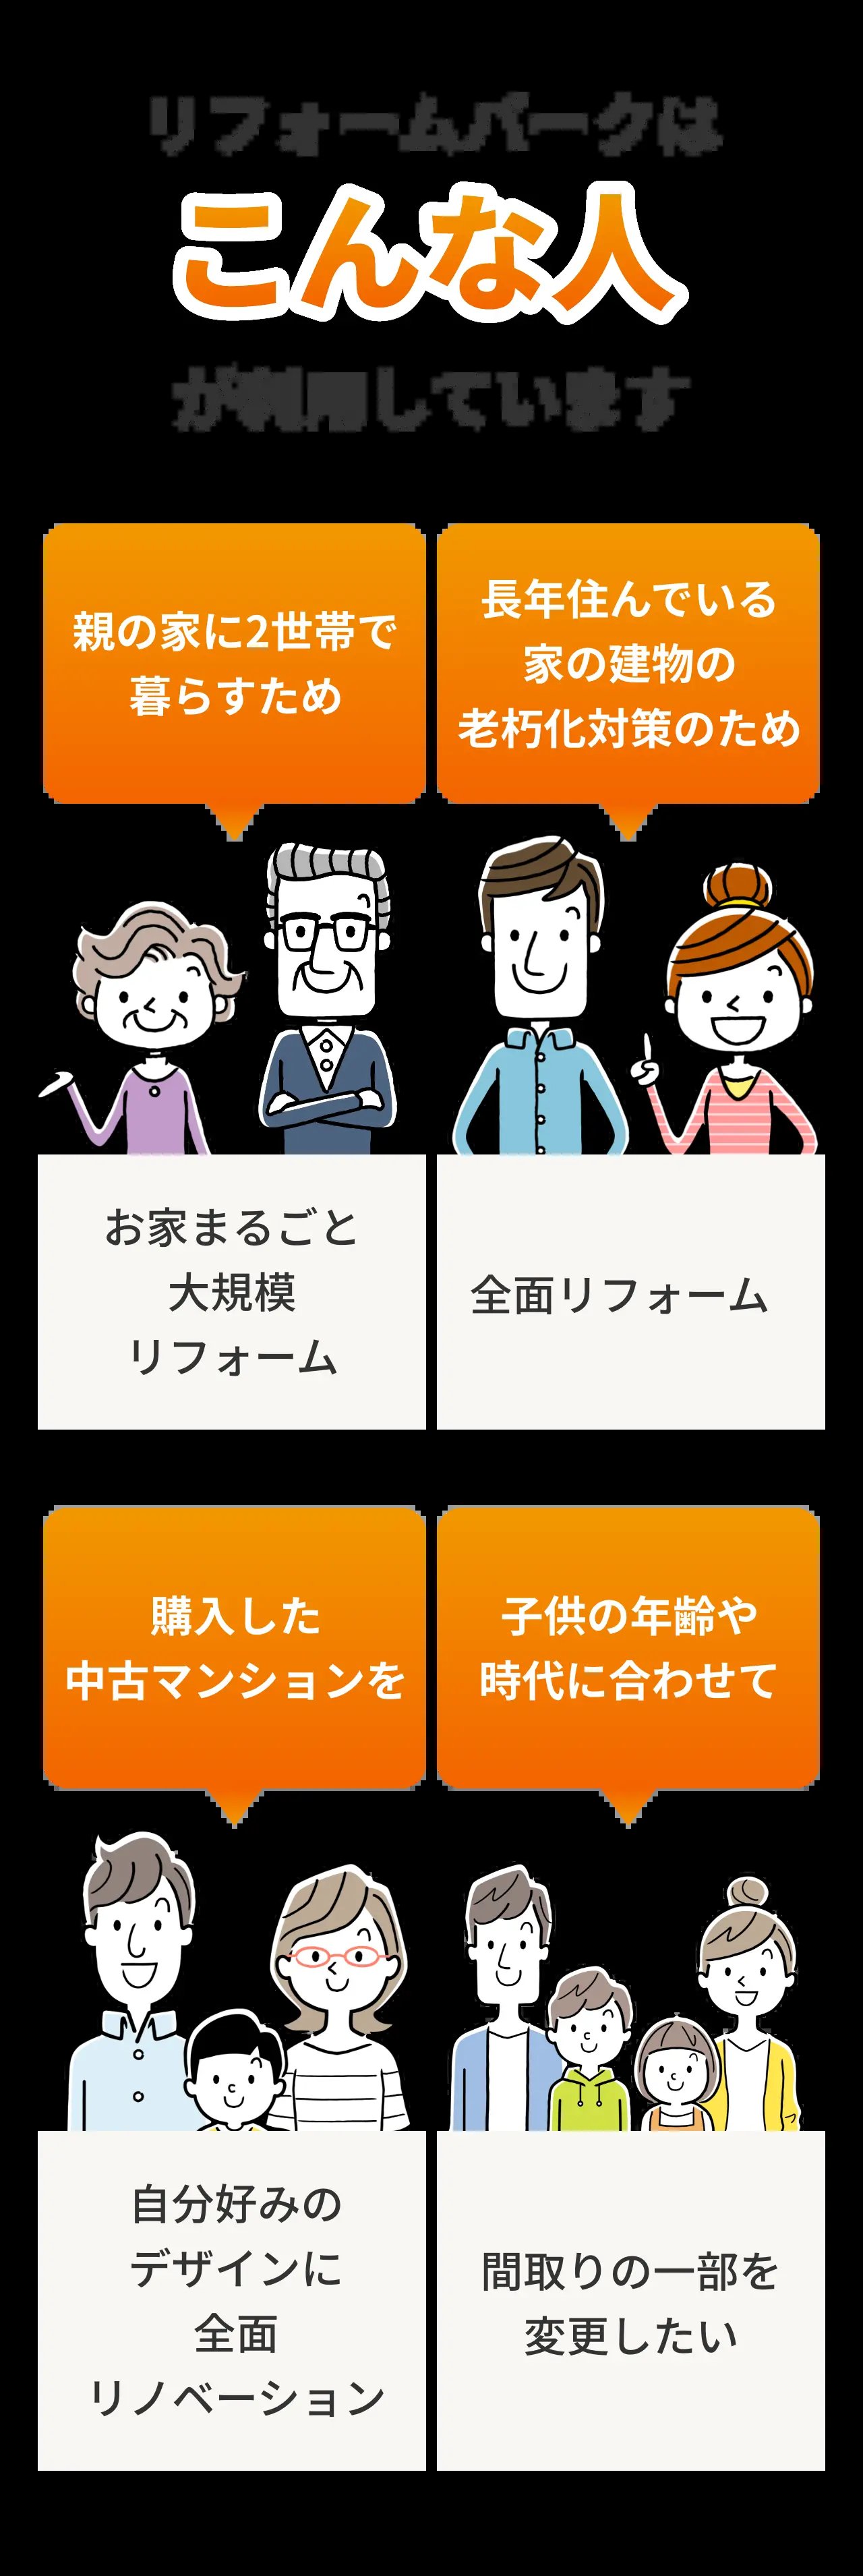 リフォームパークは
こんな人
が利用しています
親の家に2世帯で
暮らすため
長年住んでいる
家の建物の
老朽化対策のため
お家まるごと
大規模
リフォーム
全面リフォーム
購入した
中古マンションを
子供の年齢や
時代に合わせて
自分好みの
デザインに
全面
リノベーション
間取りの一部を
変更したい